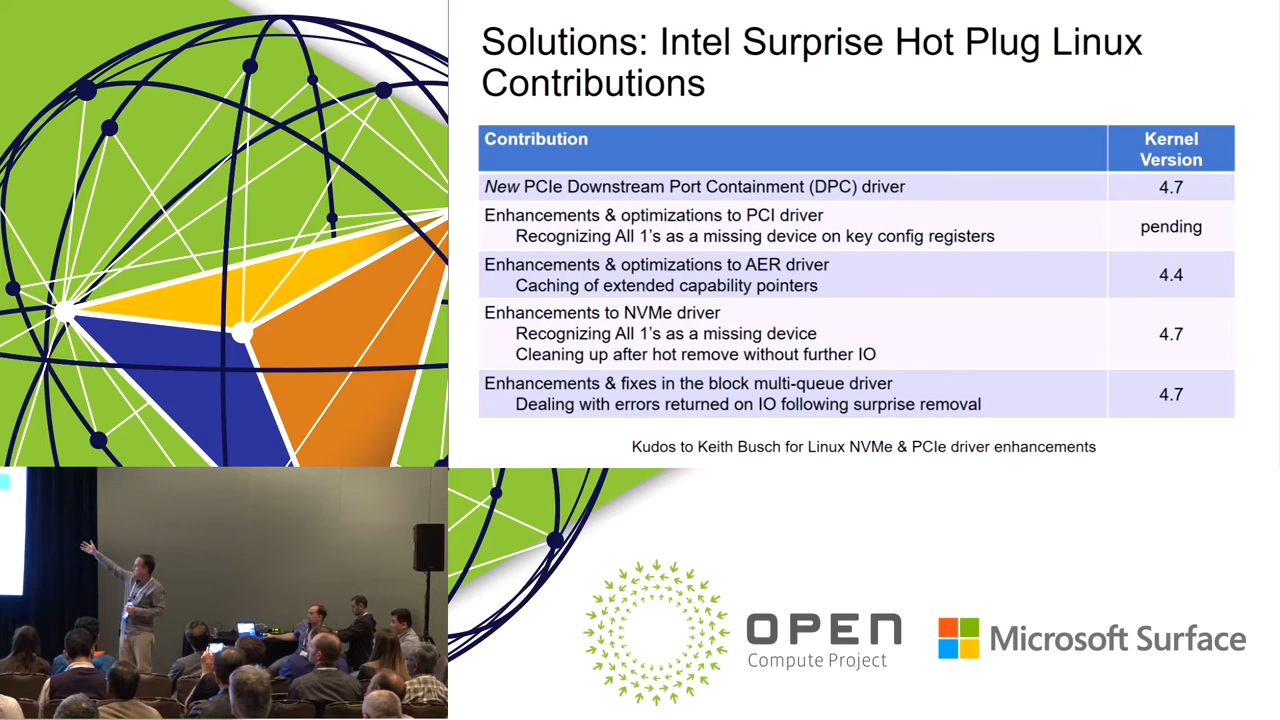 Solutions: Intel Surprise Hot Plug Linux
Contributions
Contribution
Kernel
Version
New PCIe Downstream Port Containment (DPC) driver
4.7
Enhancements & optimizations to PCI driver
Recognizing All 1's as a missing device on key config registers
pending
Enhancements & optimizations to AER driver
Caching of extended capability pointers
4.4
Enhancements to NVMe driver
Recognizing All 1's as a missing device
Cleaning up after hot remove without further IO
4.7
Enhancements & fixes in the block multi-queue driver
Dealing with errors returned on IO following surprise removal
4.7
Kudos to Keith Busch for Linux NVMe & PCIe driver enhancements
OPEN
Compute Project
Microsoft Surface